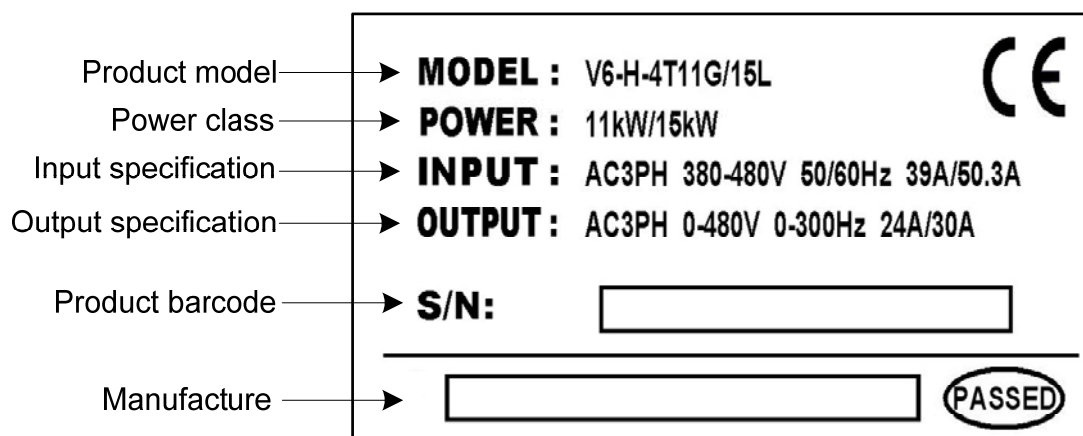 Product model MODEL : V6-H-4T11G/15L CE
Power class POWER : 11kW/15kW
Input specification INPUT : AC3PH 380-480V 50/60Hz 39A/50.3A
Output specification OUTPUT : AC3PH 0-480V 0-300Hz 24A/30A
Product barcode S/N:
Manufacture PASSED